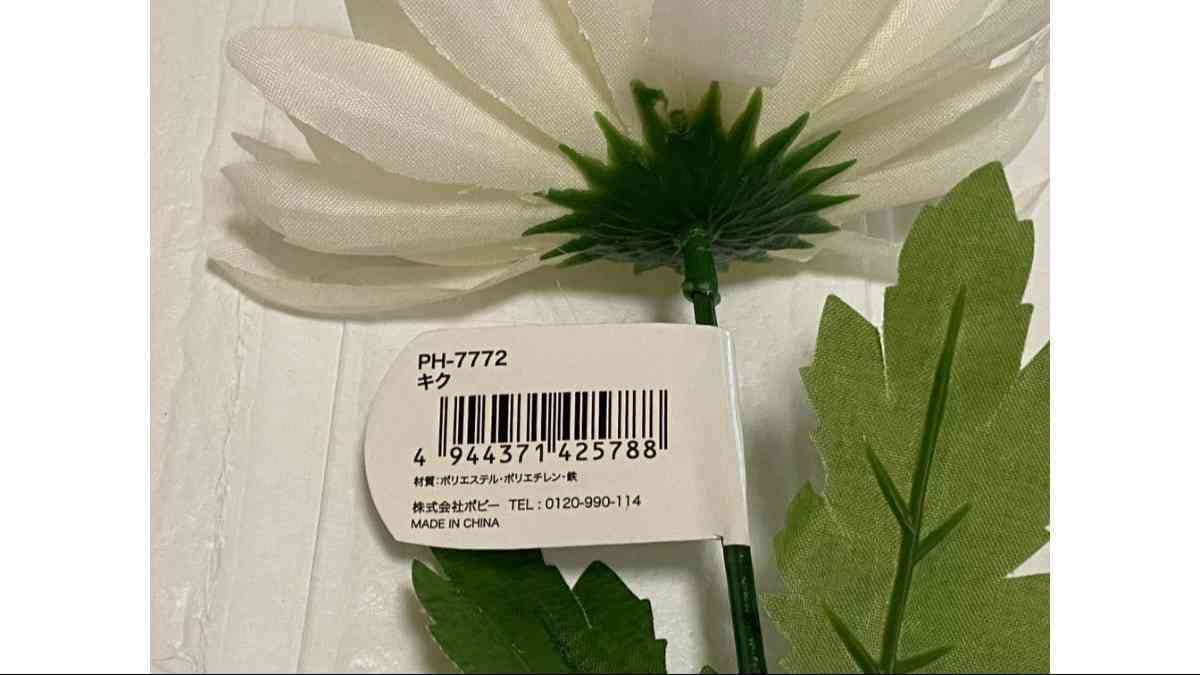 PH-7772
キク
4 944371 425788
材質:ポリエステル・ポリエチレン・鉄
株式会社ポピー TEL : 0120-990-114
MADE IN CHINA